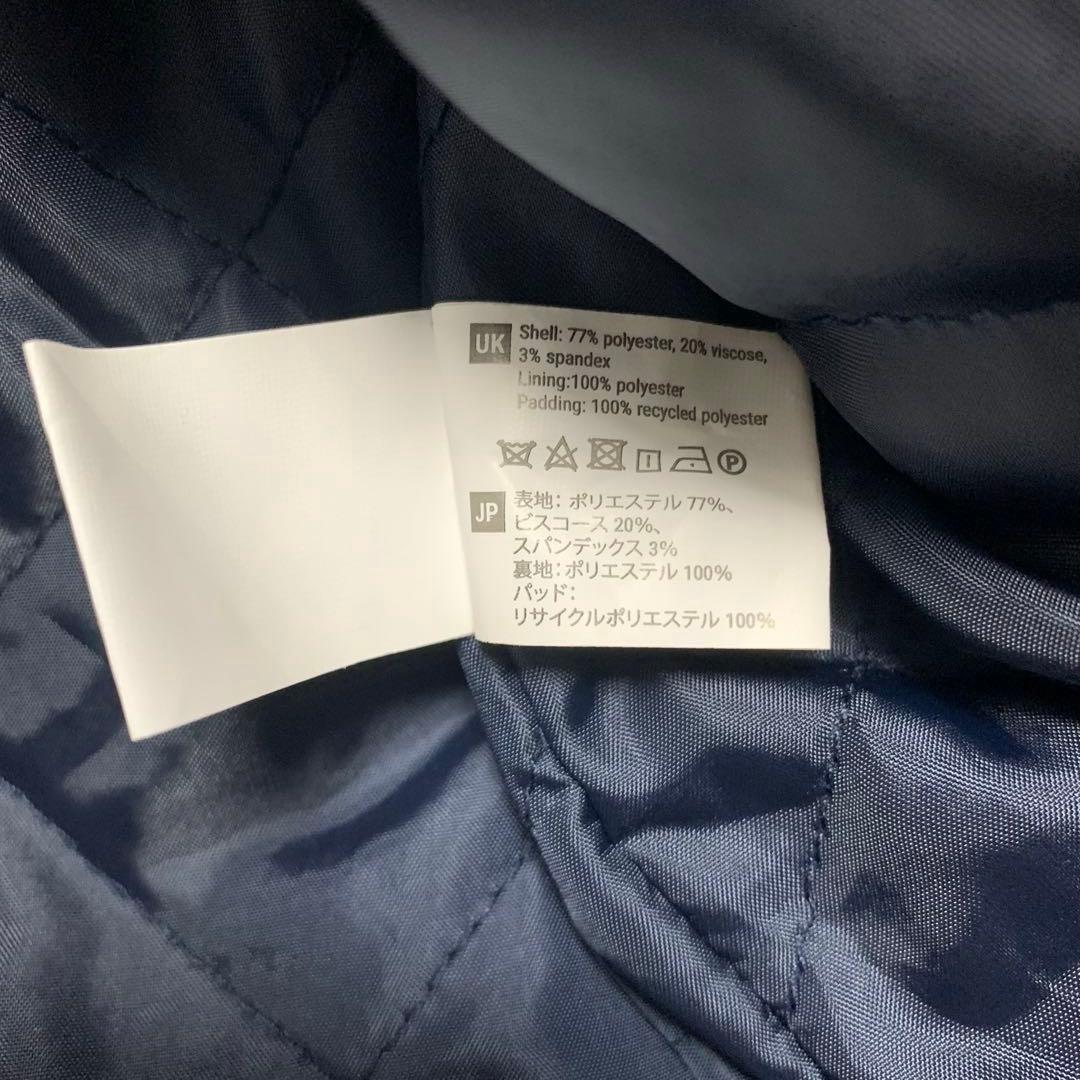 UK Shell: 77% polyester, 20% viscose,
3% spandex
Lining:100% polyester
Padding: 100% recycled polyester
P
JP 表地: ポリエステル 77%、
ビスコース 20%、
スパンデックス 3%
裏地: ポリエステル 100%
パッド:
リサイクルポリエステル 100%